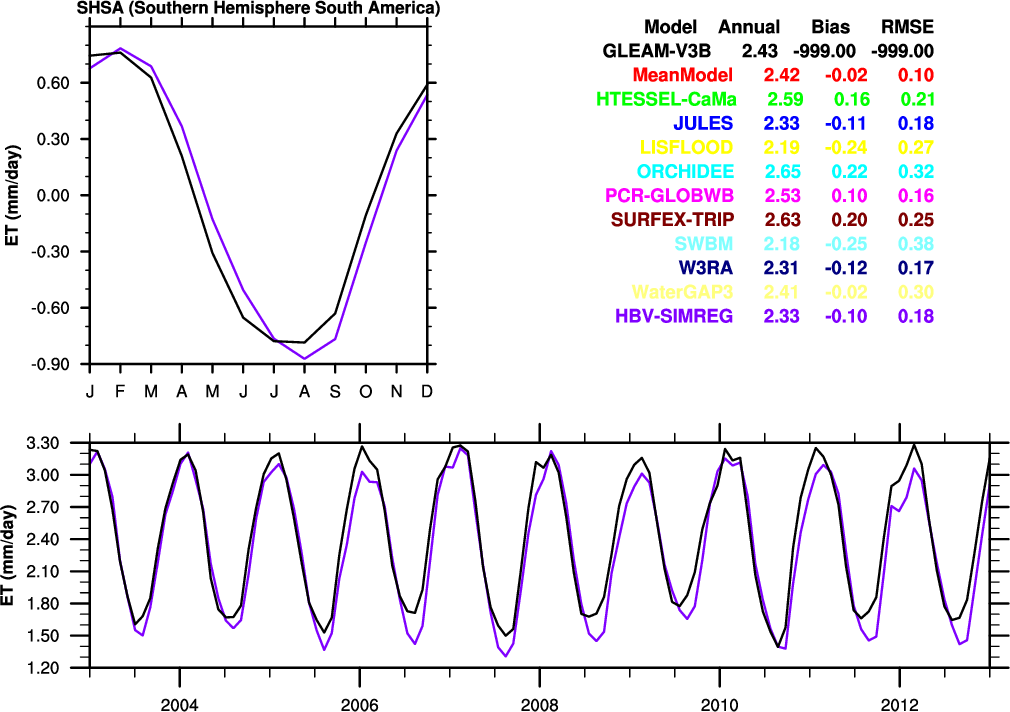 SHSA (Southern Hemisphere South America)
0.60
0.30
0.00
-0.30
-0.60
-0.90
ET (mm/day)
J F M A M J J A S O N D
Model Annual Bias RMSE
GLEAM-V3B 2.43 -999.00 -999.00
MeanModel 2.42 -0.02 0.10
HTESSEL-CaMa 2.59 0.16 0.21
JULES 2.33 -0.11 0.18
LISFLOOD 2.19 -0.24 0.27
ORCHIDEE 2.65 0.22 0.32
PCR-GLOBWB 2.53 0.10 0.16
SURFEX-TRIP 2.63 0.20 0.25
SWBM 2.18 -0.25 0.38
W3RA 2.31 -0.12 0.17
WaterGAP3 2.41 -0.02 0.30
HBV-SIMREG 2.33 -0.10 0.18
3.30
3.00
2.70
2.40
2.10
1.80
1.50
1.20
ET (mm/day)
2004 2006 2008 2010 2012